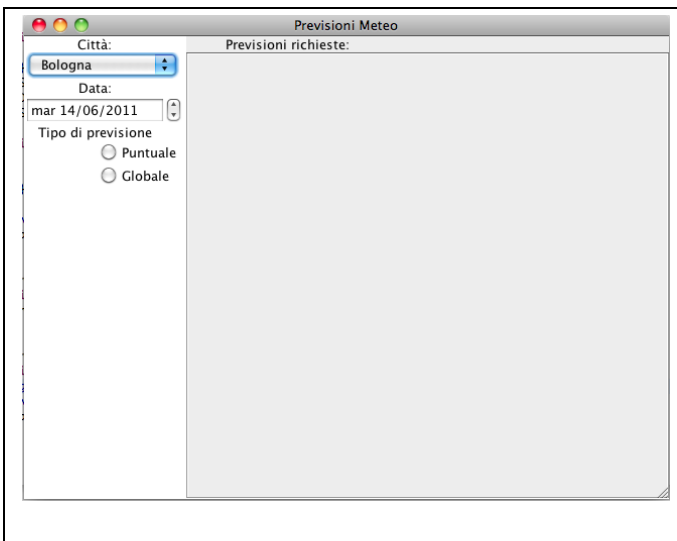 Previsioni Meteo
Città:
Previsioni richieste:
Bologna
Data:
mar 14/06/2011
Tipo di previsione
Puntuale
Globale